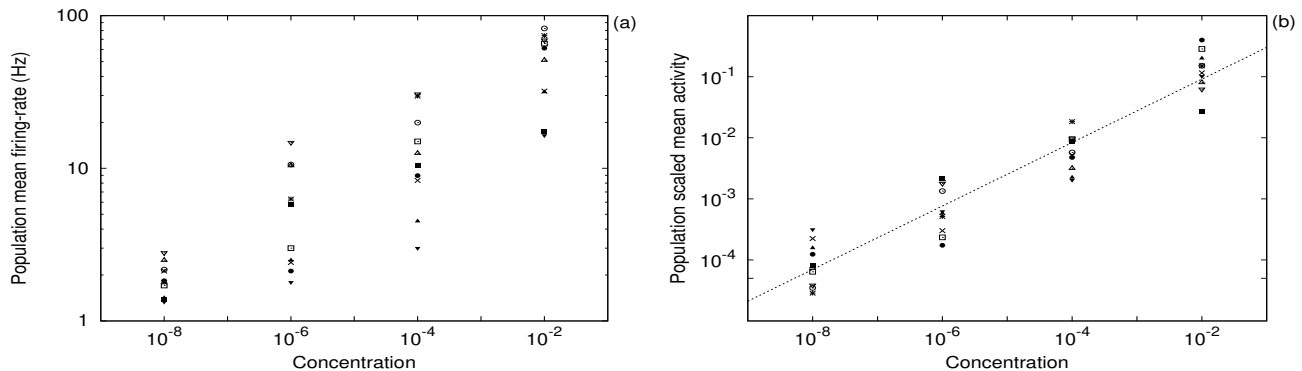 (a)
Population mean firing-rate (Hz)
100
10
1
10⁻⁸ 10⁻⁶ 10⁻⁴ 10⁻²
Concentration
(b)
Population scaled mean activity
10⁻¹
10⁻²
10⁻³
10⁻⁴
10⁻⁸ 10⁻⁶ 10⁻⁴ 10⁻²
Concentration